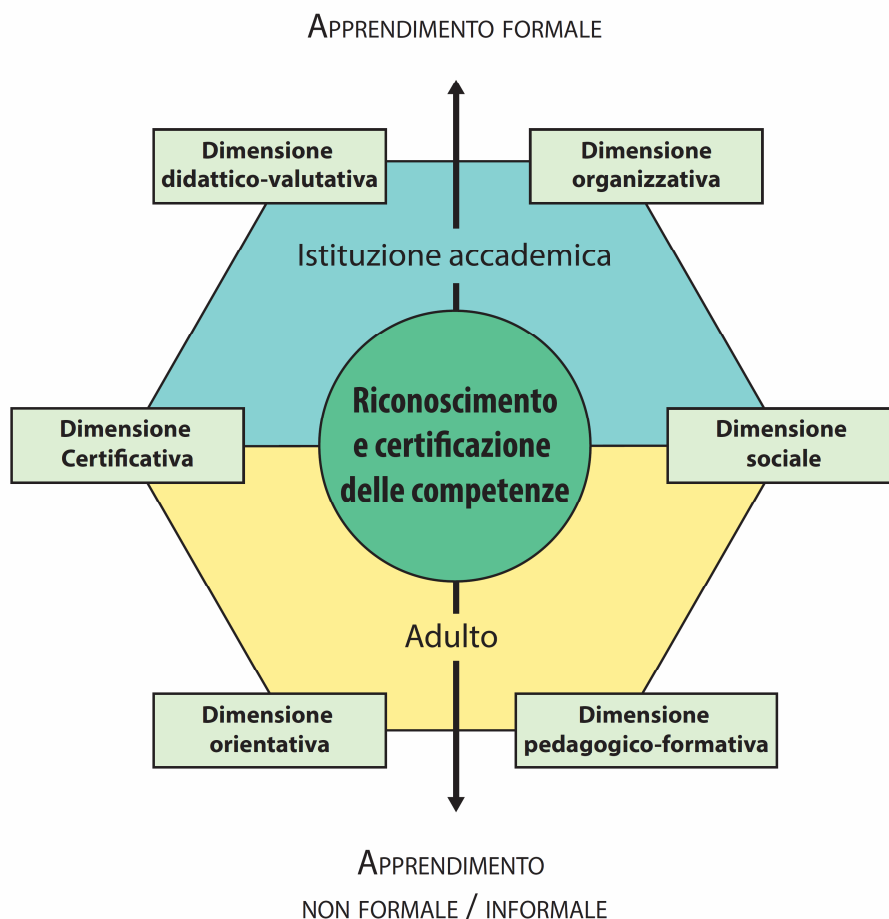 APPRENDIMENTO FORMALE
Dimensione
didattico-valutativa
Dimensione
organizzativa
Istituzione accademica
Riconoscimento
e certificazione
delle competenze
Dimensione
Certificativa
Dimensione
sociale
Adulto
Dimensione
orientativa
Dimensione
pedagogico-formativa
APPRENDIMENTO
NON FORMALE / INFORMALE